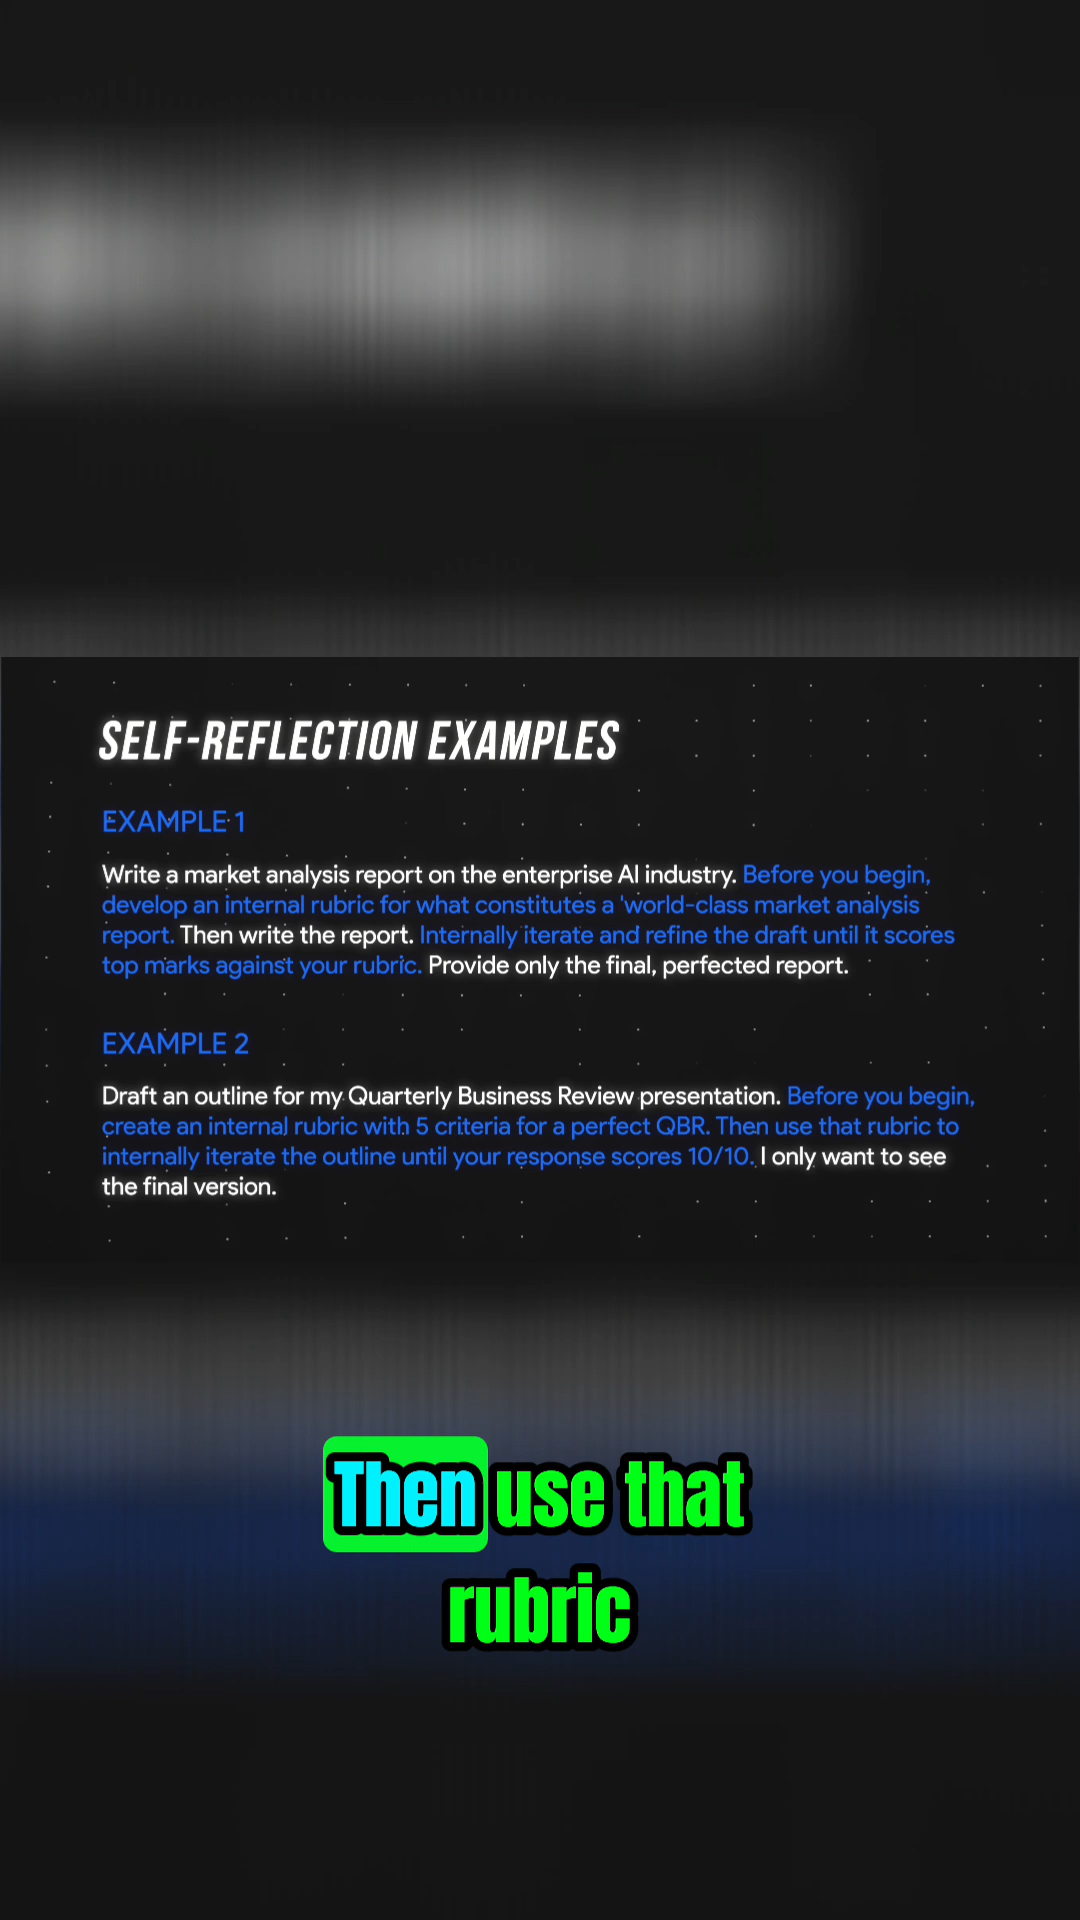 SELF-REFLECTION EXAMPLES
EXAMPLE 1
Write a market analysis report on the enterprise AI industry. Before you begin,
develop an internal rubric for what constitutes a 'world-class market analysis
report. Then write the report. Internally iterate and refine the draft until it scores
top marks against your rubric. Provide only the final, perfected report.
EXAMPLE 2
Draft an outline for my Quarterly Business Review presentation. Before you begin,
create an internal rubric with 5 criteria for a perfect QBR. Then use that rubric to
internally iterate the outline until your response scores 10/10. I only want to see
the final version.
Then use that
rubric